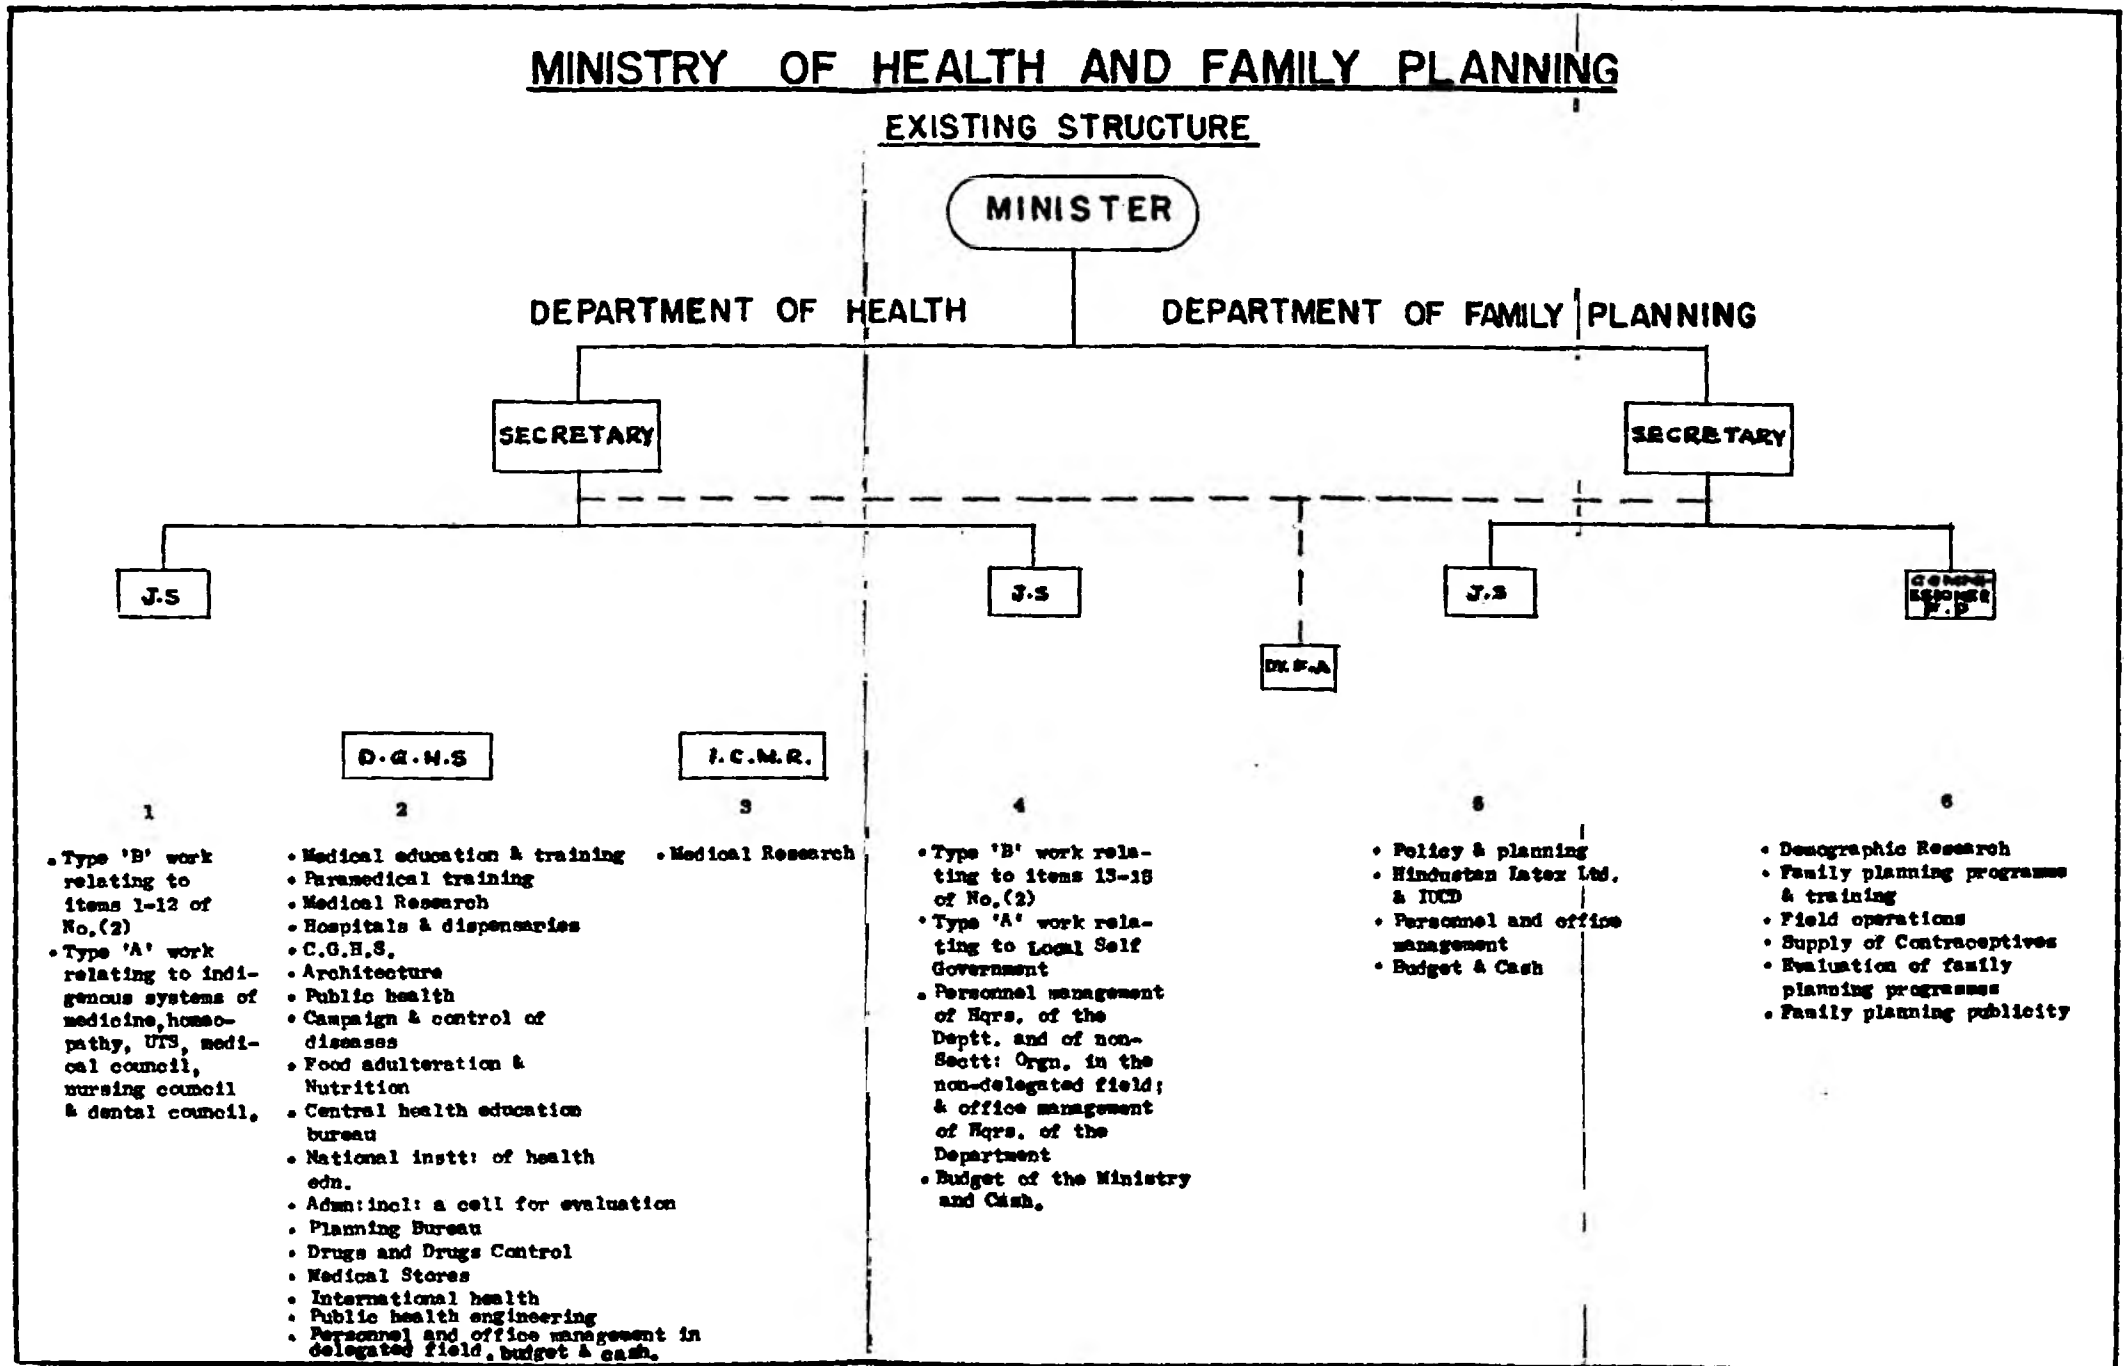 MINISTRY OF HEALTH AND FAMILY PLANNING
EXISTING STRUCTURE
MINISTER
DEPARTMENT OF HEALTH
DEPARTMENT OF FAMILY PLANNING
SECRETARY
SECRETARY
J.S
J.S
J.S
COMMI-
SSIONER
F.P
DY.F.A
D.G.H.S
I.C.M.R.
1
• Type 'B' work
relating to
items 1-12 of
No.(2)
• Type 'A' work
relating to indi-
genous systems of
medicine, homeo-
pathy, UTS, medi-
cal council,
nursing council
& dental council.
2
• Medical education & training
• Paramedical training
• Medical Research
• Hospitals & dispensaries
• C.G.H.S.
• Architecture
• Public health
• Campaign & control of
diseases
• Food adulteration &
Nutrition
• Central health education
bureau
• National instt: of health
edn.
• Admn:incl: a cell for evaluation
• Planning Bureau
• Drugs and Drugs Control
• Medical Stores
• International health
• Public health engineering
• Personnel and office management in
delegated field, budget & cash.
3
• Medical Research
4
• Type 'B' work rela-
ting to items 13-18
of No.(2)
• Type 'A' work rela-
ting to Local Self
Government
• Personnel management
of Hqrs. of the
Deptt. and of non-
Sectt: Orgn. in the
non-delegated field;
& office management
of Hqrs. of the
Department
• Budget of the Ministry
and Cash.
5
• Policy & planning
• Hindustan Latex Ltd.
& IUCD
• Personnel and office
management
• Budget & Cash
6
• Demographic Research
• Family planning programme
& training
• Field operations
• Supply of Contraceptives
• Evaluation of family
planning programmes
• Family planning publicity